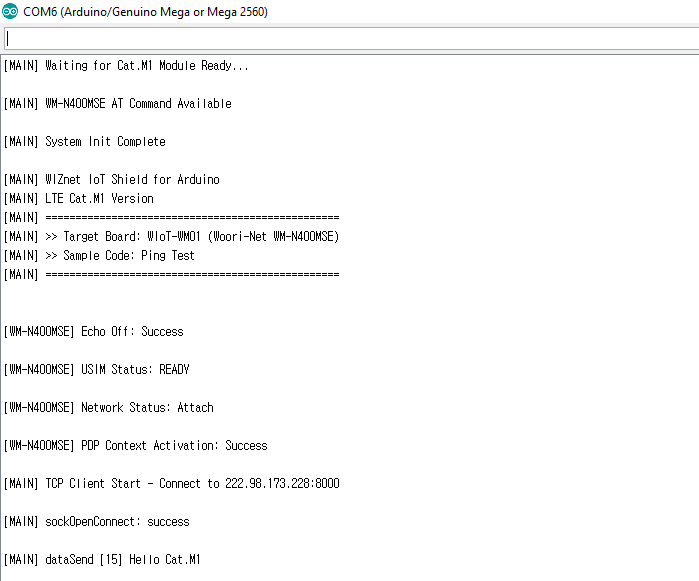 COM6 (Arduino/Genuino Mega or Mega 2560)
[MAIN] Waiting for Cat.M1 Module Ready...
[MAIN] WM-N400MSE AT Command Available
[MAIN] System Init Complete
[MAIN] WIZnet IoT Shield for Arduino
[MAIN] LTE Cat.M1 Version
[MAIN] =================================================
[MAIN] >> Target Board: WIoT-WM01 (Woori-Net WM-N400MSE)
[MAIN] >> Sample Code: Ping Test
[MAIN] =================================================
[WM-N400MSE] Echo Off: Success
[WM-N400MSE] USIM Status: READY
[WM-N400MSE] Network Status: Attach
[WM-N400MSE] PDP Context Activation: Success
[MAIN] TCP Client Start - Connect to 222.98.173.228:8000
[MAIN] sockOpenConnect: success
[MAIN] dataSend [15] Hello Cat.M1